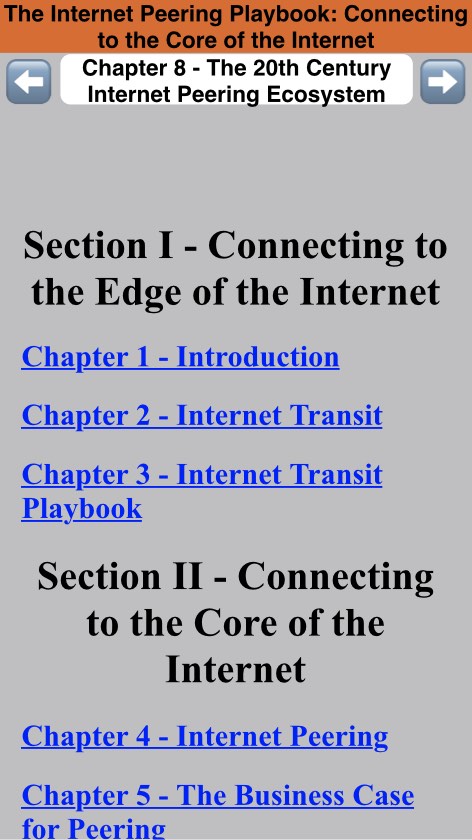 The Internet Peering Playbook: Connecting
to the Core of the Internet
Chapter 8 - The 20th Century
Internet Peering Ecosystem
Section I - Connecting to
the Edge of the Internet
Chapter 1 - Introduction
Chapter 2 - Internet Transit
Chapter 3 - Internet Transit
Playbook
Section II - Connecting
to the Core of the
Internet
Chapter 4 - Internet Peering
Chapter 5 - The Business Case
for Peering